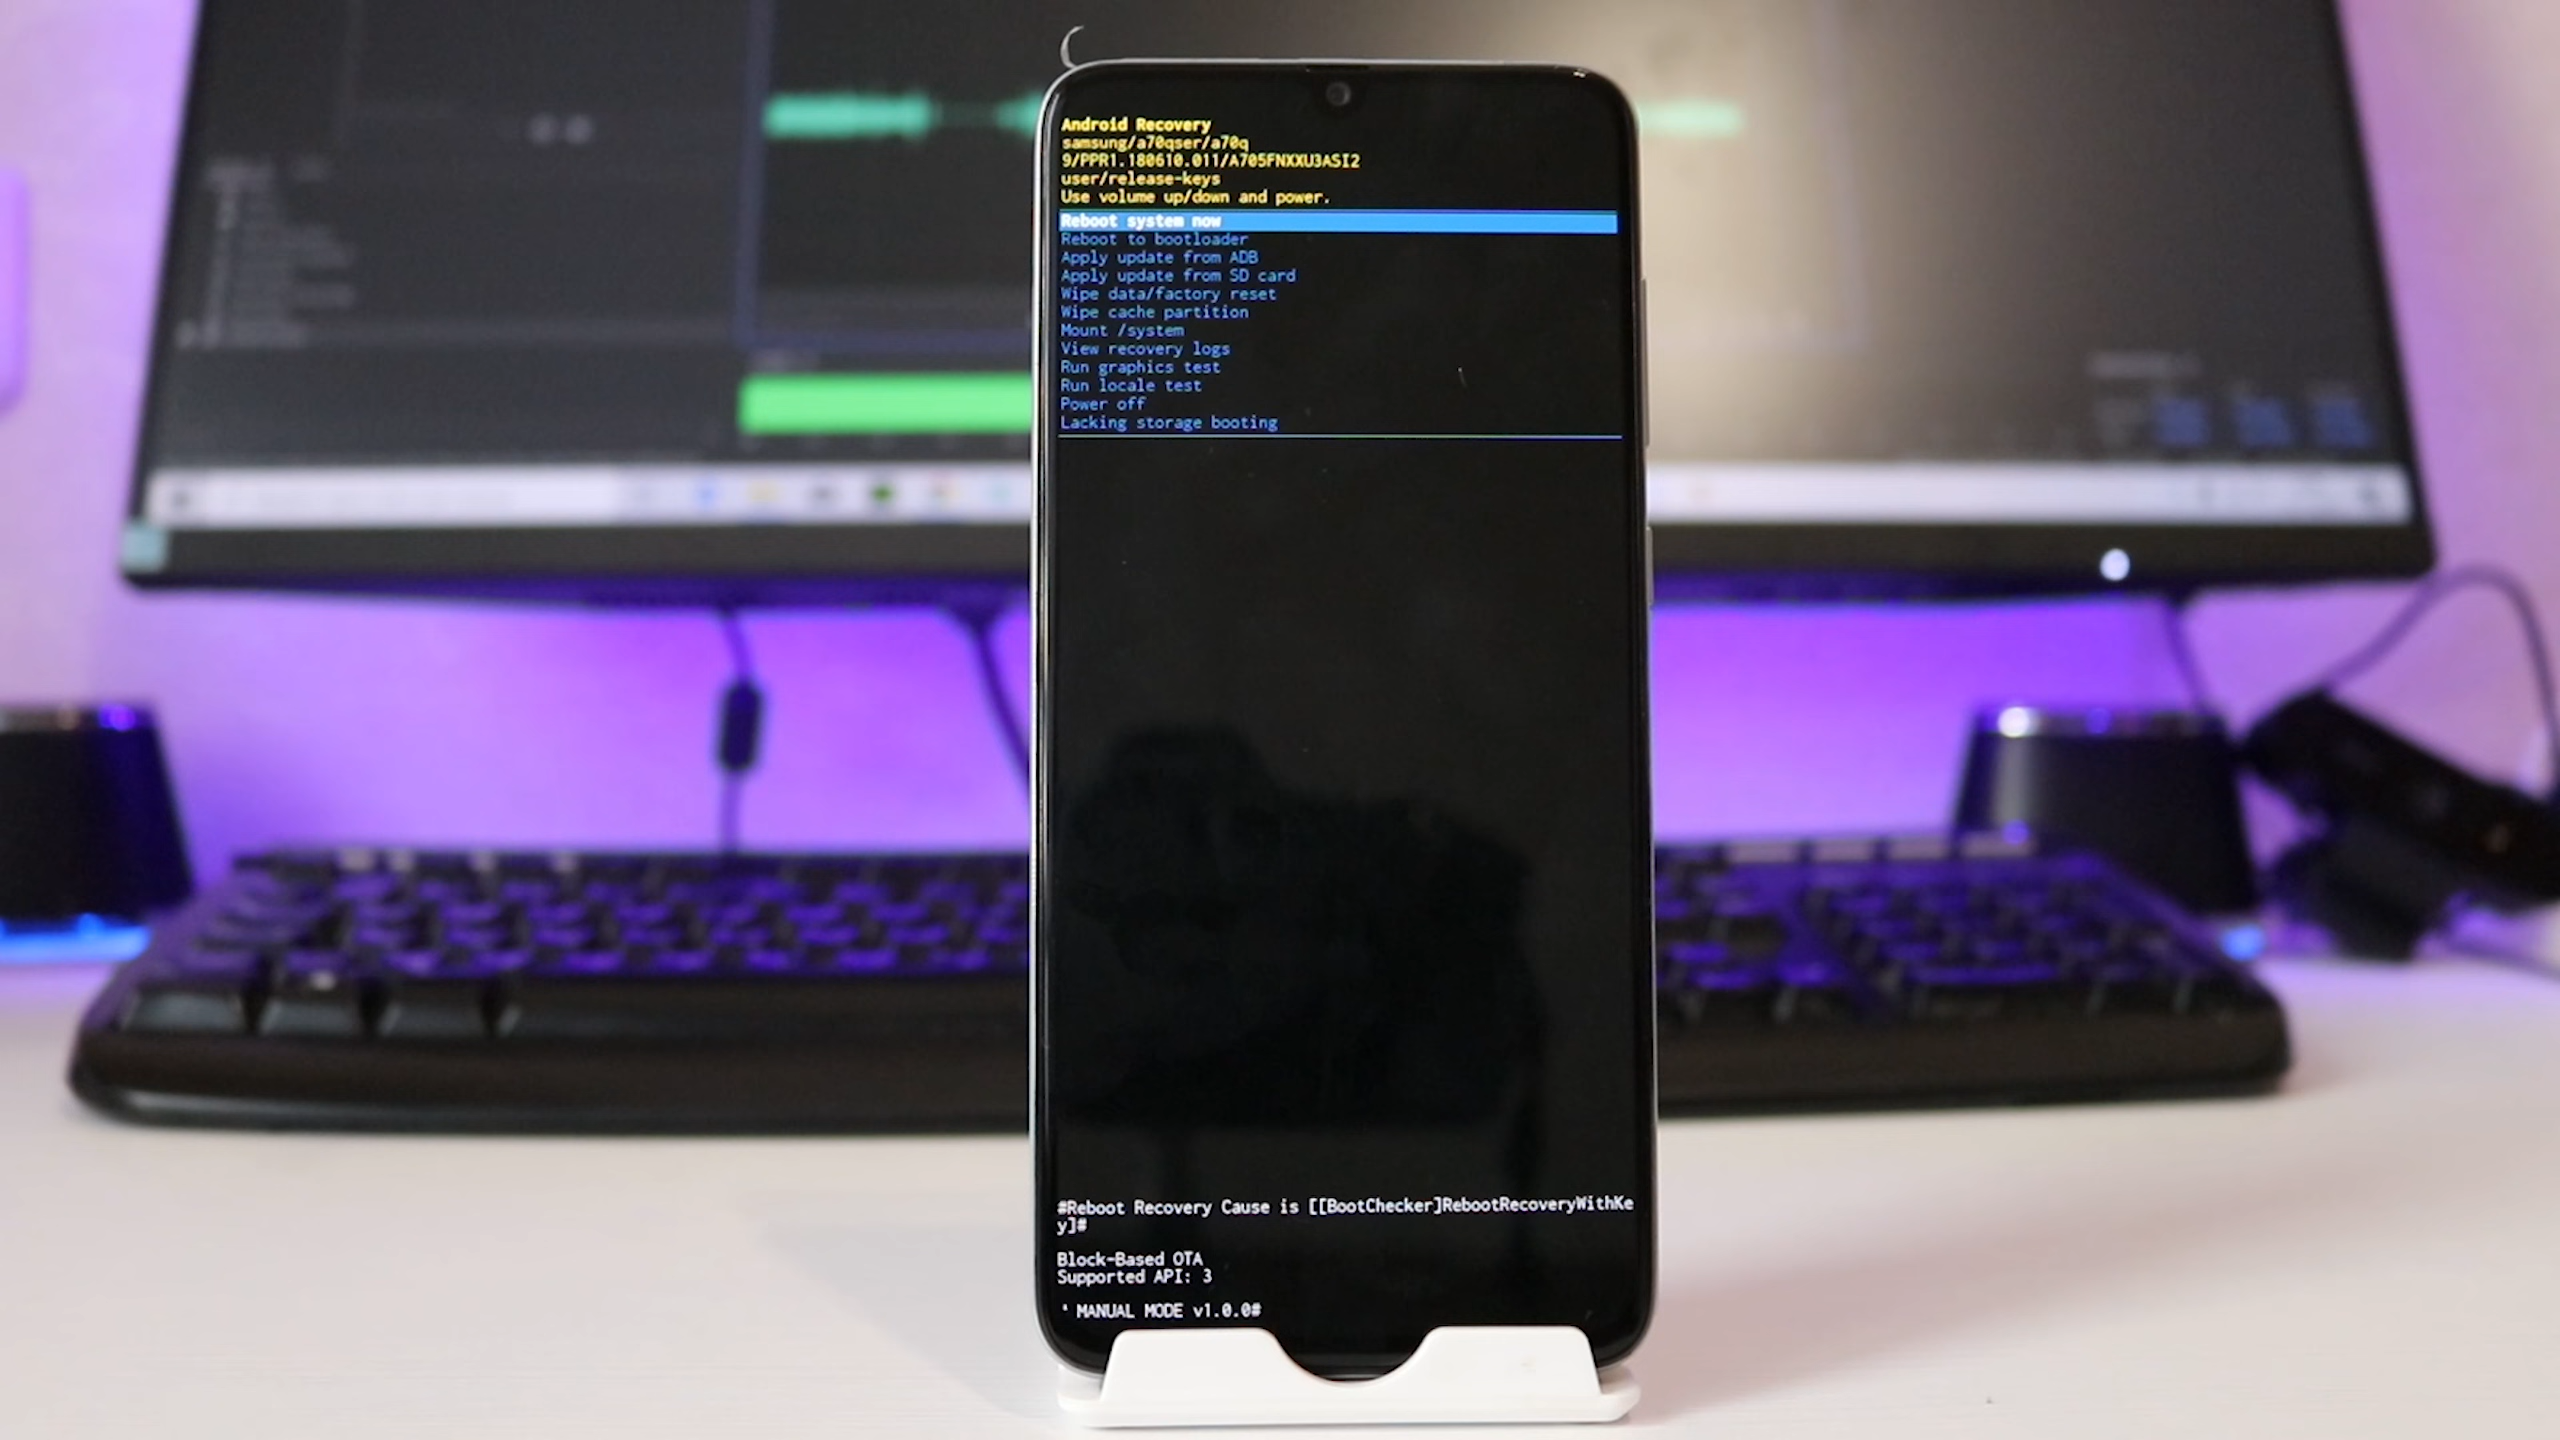 Android Recovery
samsung/a70qser/a70q
9/PPR1.180610.011/A705FNXXU3ASI2
user/release-keys
Use volume up/down and power.
Reboot system now
Reboot to bootloader
Apply update from ADB
Apply update from SD card
Wipe data/factory reset
Wipe cache partition
Mount /system
View recovery logs
Run graphics test
Run locale test
Power off
Lacking storage booting
#Reboot Recovery Cause is [[BootChecker]RebootRecoveryWithKe
y]#
Block-Based OTA
Supported API: 3
' MANUAL MODE v1.0.0#